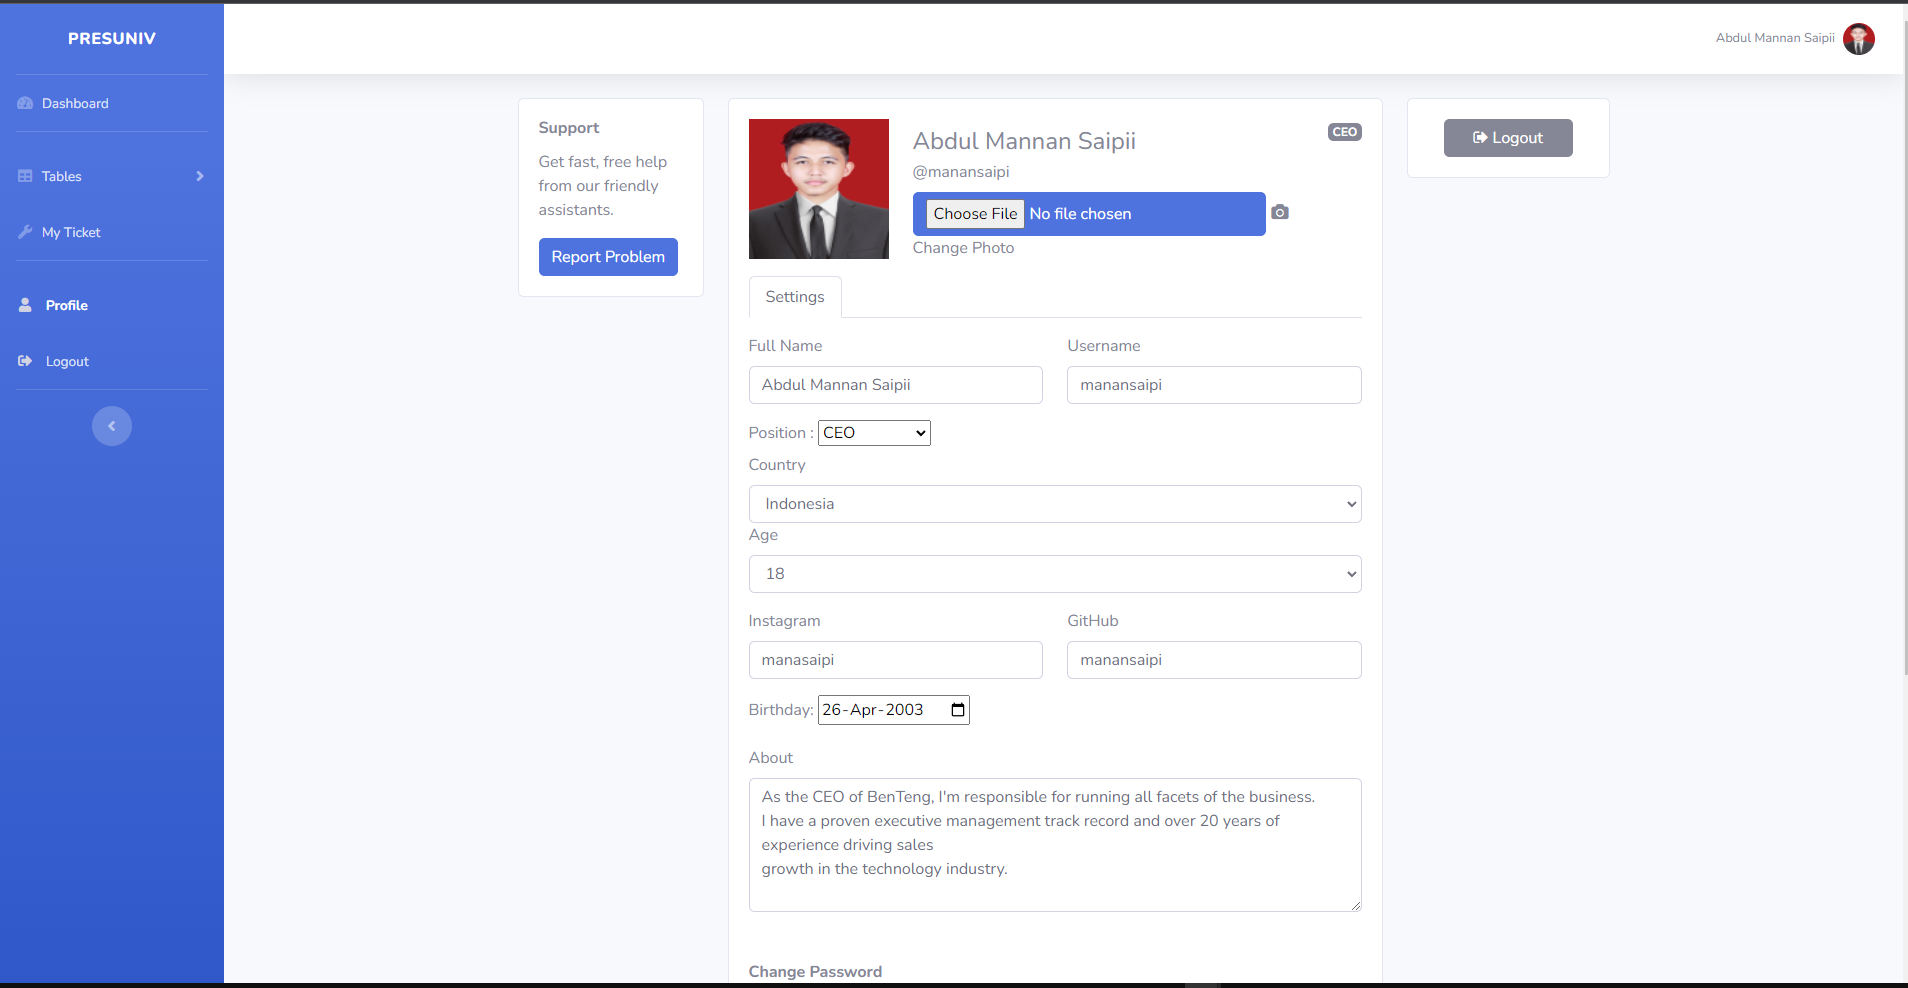 PRESUNIV
Dashboard
Tables
My Ticket
Profile
Logout
Abdul Mannan Saipii
Support
Get fast, free help
from our friendly
assistants.
Report Problem
Abdul Mannan Saipii
CEO
@manansaipi
Choose File No file chosen
Change Photo
Logout
Settings
Full Name
Username
Abdul Mannan Saipii
manansaipi
Position : CEO
Country
Indonesia
Age
18
Instagram
GitHub
manasaipi
manansaipi
Birthday: 26-Apr-2003
About
As the CEO of BenTeng, I'm responsible for running all facets of the business.
I have a proven executive management track record and over 20 years of
experience driving sales
growth in the technology industry.
Change Password